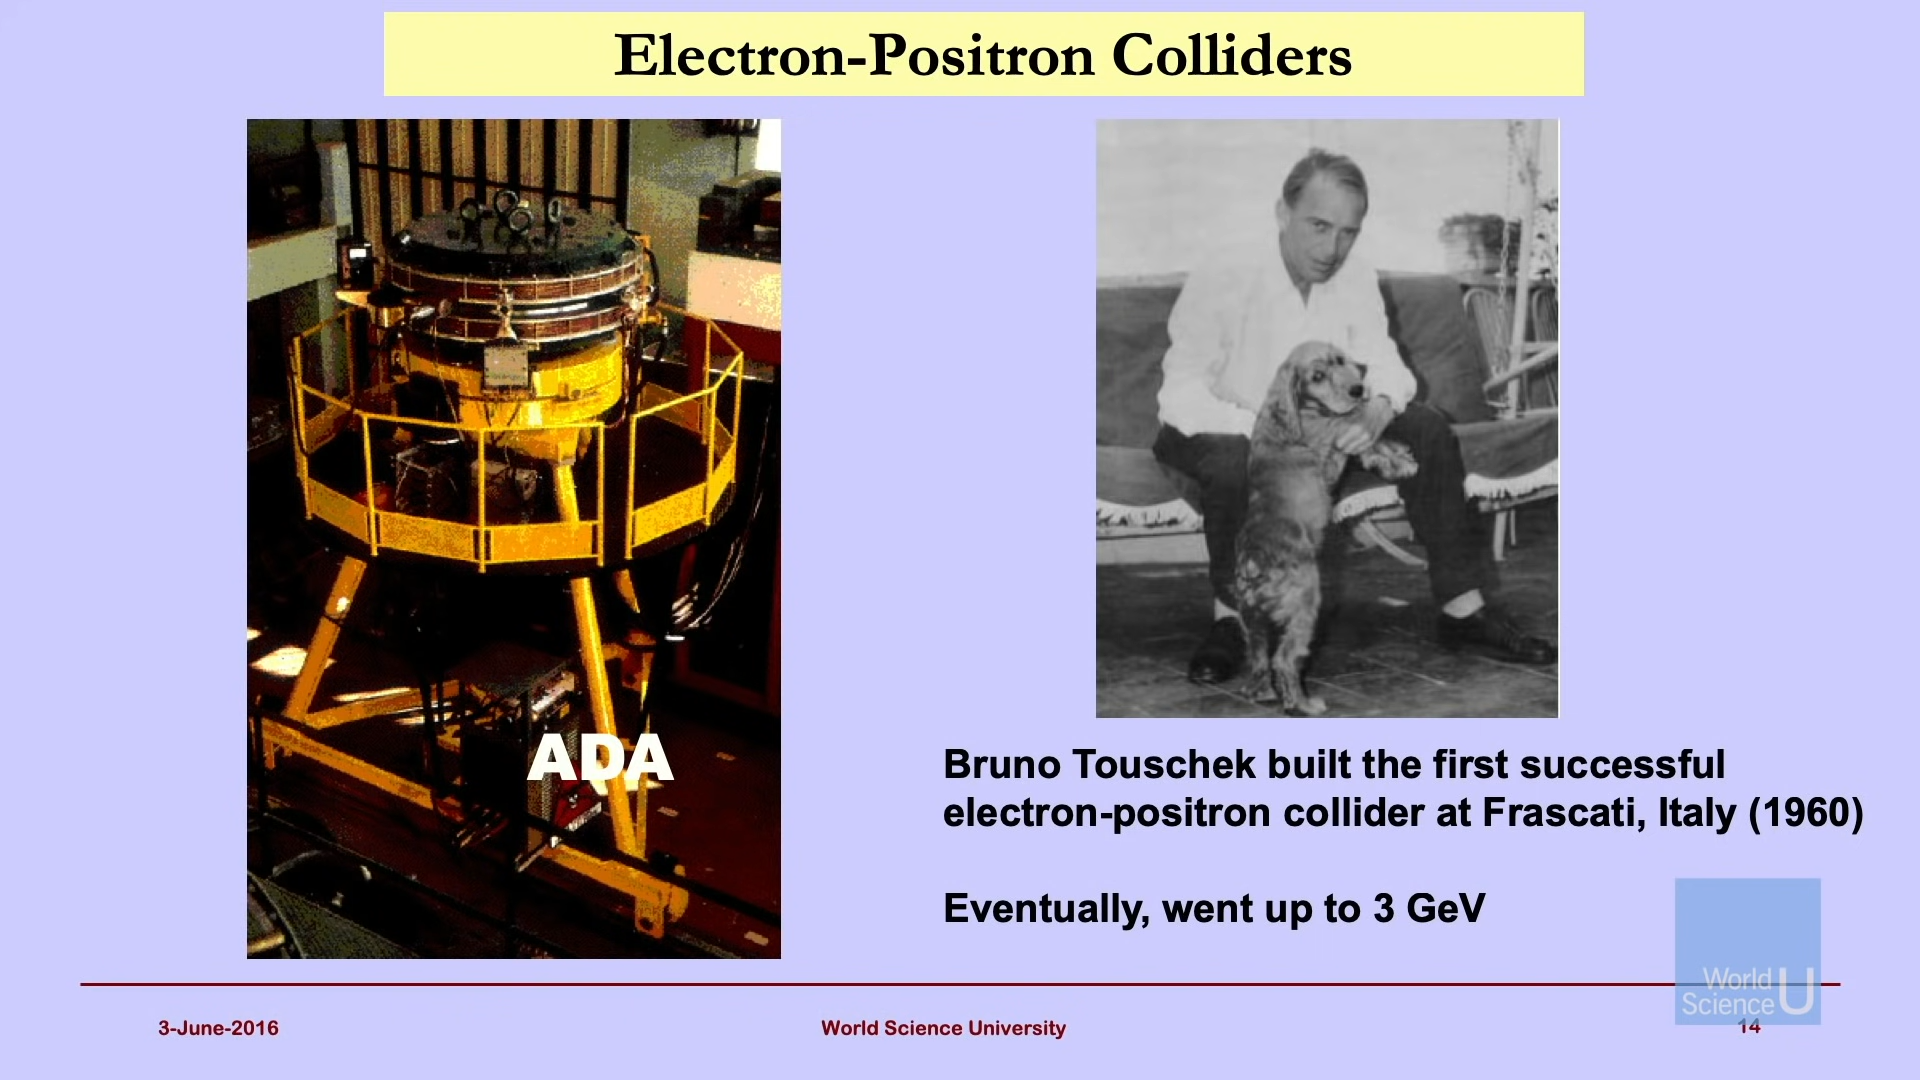 Electron-Positron Colliders
ADA
Bruno Touschek built the first successful
electron-positron collider at Frascati, Italy (1960)
Eventually, went up to 3 GeV
World
Science U
3-June-2016
World Science University
14